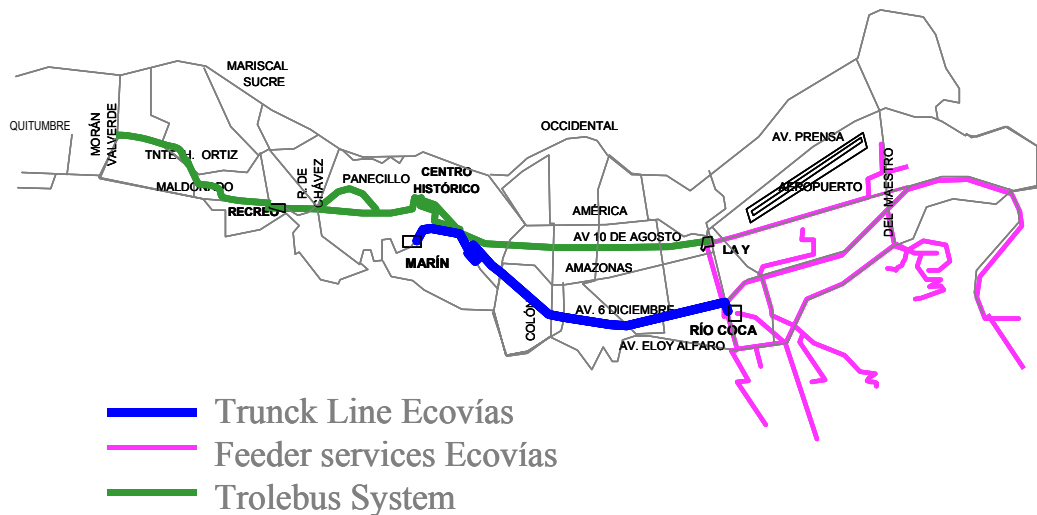 MARISCAL
SUCRE
QUITUMBRE
MORÁN
VALVERDE
TNTE. H. ORTIZ
MALDONADO
R. DE
CHÁVEZ
PANECILLO
RECREO
CENTRO
HISTÓRICO
MARÍN
OCCIDENTAL
AMÉRICA
AV 10 DE AGOSTO
AMAZONAS
COLÓN
AV. 6 DICIEMBRE
AV. ELOY ALFARO
LA Y
RÍO COCA
AV. PRENSA
AEROPUERTO
DEL MAESTRO
Trunck Line Ecovías
Feeder services Ecovías
Trolebus System